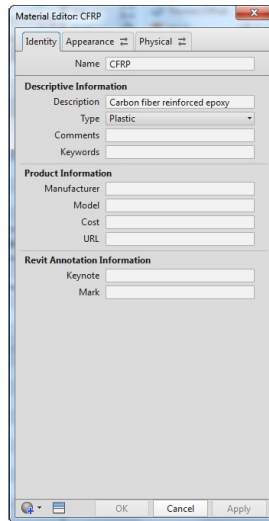 Material Editor: CFRP
Identity Appearance Physical
Name CFRP
Descriptive Information
Description Carbon fiber reinforced epoxy
Type Plastic
Comments
Keywords
Product Information
Manufacturer
Model
Cost
URL
Revit Annotation Information
Keynote
Mark
OK Cancel Apply